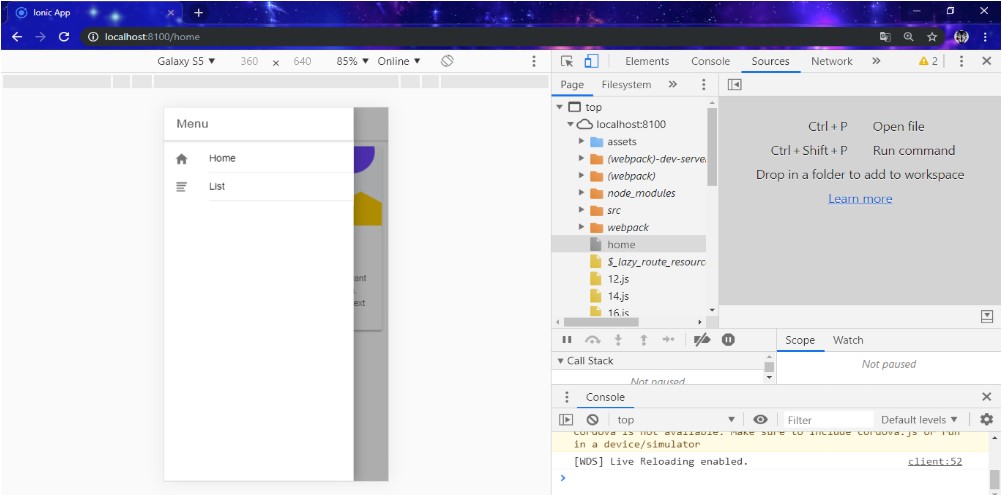 Ionic App
localhost:8100/home
Galaxy S5 ▼ 360 × 640 85% ▼ Online ▼
Elements Console Sources Network » 2
Page Filesystem »
Menu
Home
List
top
localhost:8100
assets
(webpack)-dev-server
(webpack)
node_modules
src
webpack
home
$_lazy_route_resourc
12.js
14.js
16.js
Ctrl + P Open file
Ctrl + Shift + P Run command
Drop in a folder to add to workspace
Learn more
ext
Call Stack
Not paused
Scope Watch
Not paused
Console
top ▼ Filter Default levels ▼
Cordova is not available. Make sure to include cordova.js or run
in a device/simulator
[WDS] Live Reloading enabled. client:52